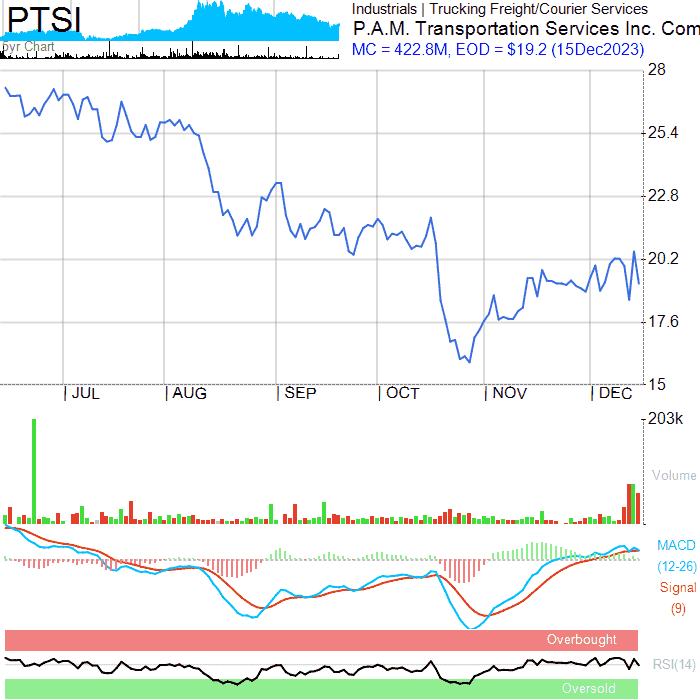 PTSI
5yr Chart
Industrials | Trucking Freight/Courier Services
P.A.M. Transportation Services Inc. Com
MC = 422.8M, EOD = $19.2 (15Dec2023)
28
25.4
22.8
20.2
17.6
15
JUL AUG SEP OCT NOV DEC
203k
Volume
MACD
(12-26)
Signal
(9)
Overbought
RSI(14)
Oversold